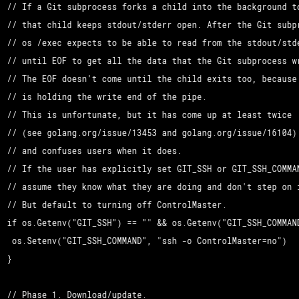 // If a Git subprocess forks a child into the background to
// that child keeps stdout/stderr open. After the Git subpr
// os /exec expects to be able to read from the stdout/stde
// until EOF to get all the data that the Git subprocess wr
// The EOF doesn't come until the child exits too, because
// is holding the write end of the pipe.
// This is unfortunate, but it has come up at least twice
// (see golang.org/issue/13453 and golang.org/issue/16104)
// and confuses users when it does.
// If the user has explicitly set GIT_SSH or GIT_SSH_COMMAN
// assume they know what they are doing and don't step on i
// But default to turning off ControlMaster.
if os.Getenv("GIT_SSH") == "" && os.Getenv("GIT_SSH_COMMAND
os.Setenv("GIT_SSH_COMMAND", "ssh -o ControlMaster=no")
}
// Phase 1. Download/update.